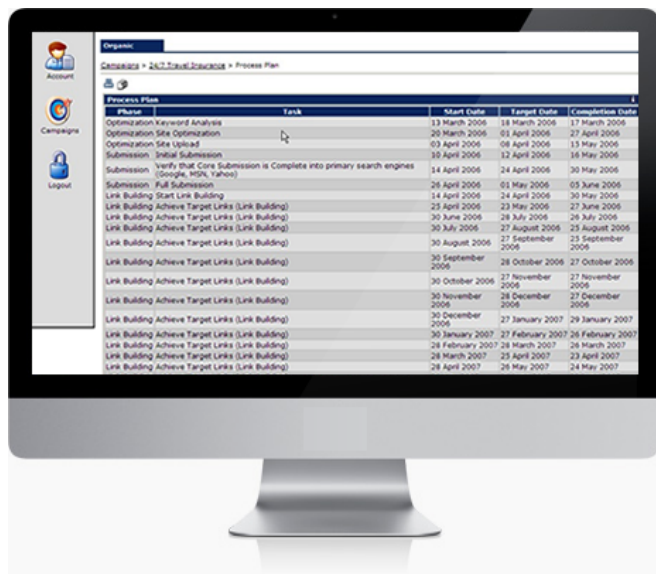 Organic
Account
Campaigns > 24/7 Travel Insurance > Process Plan
Campaigns
Logout
Process Plan
Phase Task Start Date Target Date Completion Date
Optimization Keyword Analysis 13 March 2006 18 March 2006 17 March 2006
Optimization Site Optimization 20 March 2006 01 April 2006 27 April 2006
Optimization Site Upload 03 April 2006 08 April 2006 15 May 2006
Submission Initial Submission 10 April 2006 12 April 2006 16 May 2006
Submission Verify that Core Submission is Complete into primary search engines
(Google, MSN, Yahoo) 14 April 2006 24 April 2006 30 May 2006
Submission Full Submission 26 April 2006 01 May 2006 05 June 2006
Link Building Start Link Building 14 April 2006 24 April 2006 30 May 2006
Link Building Achieve Target Links (Link Building) 25 April 2006 23 May 2006 27 June 2006
Link Building Achieve Target Links (Link Building) 30 June 2006 28 July 2006 26 July 2006
Link Building Achieve Target Links (Link Building) 30 July 2006 27 August 2006 25 August 2006
Link Building Achieve Target Links (Link Building) 30 August 2006 27 September
2006 25 September
2006
Link Building Achieve Target Links (Link Building) 30 September
2006 28 October 2006 27 October 2006
Link Building Achieve Target Links (Link Building) 30 October 2006 27 November
2006 27 November
2006
Link Building Achieve Target Links (Link Building) 30 November
2006 28 December
2006 27 December
2006
Link Building Achieve Target Links (Link Building) 30 December
2006 27 January 2007 29 January 2007
Link Building Achieve Target Links (Link Building) 30 January 2007 27 February 2007 26 February 2007
Link Building Achieve Target Links (Link Building) 28 February 2007 28 March 2007 26 March 2007
Link Building Achieve Target Links (Link Building) 28 March 2007 25 April 2007 23 April 2007
Link Building Achieve Target Links (Link Building) 28 April 2007 26 May 2007 24 May 2007